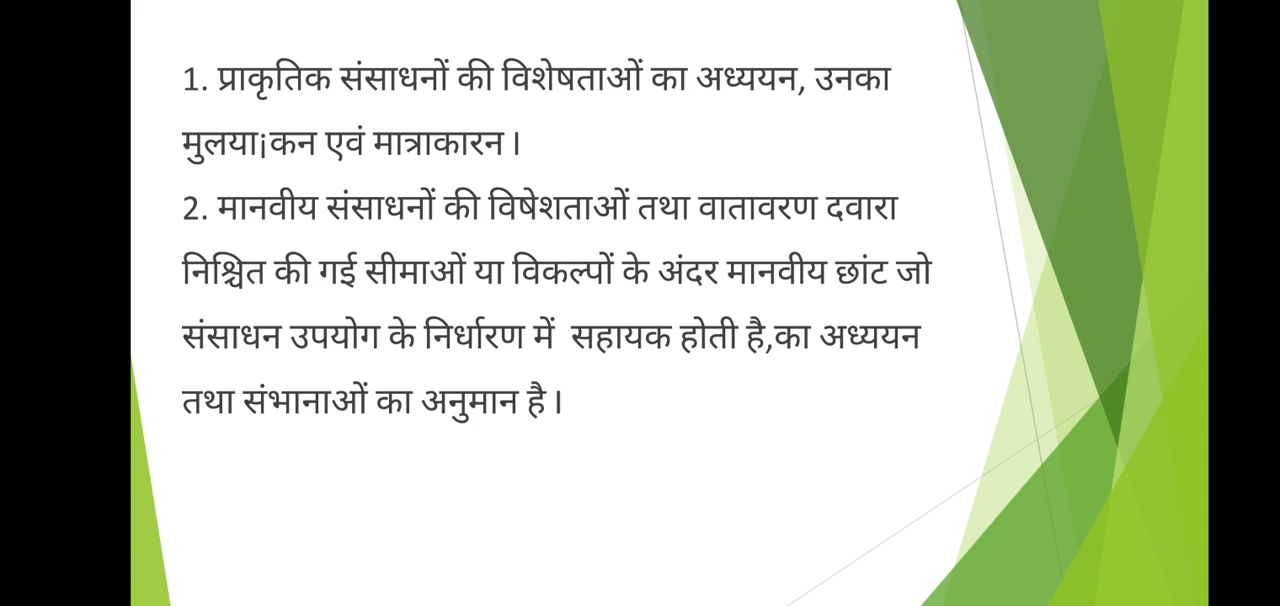 1. प्राकृतिक संसाधनों की विशेषताओं का अध्ययन, उनका
मुलया¡कन एवं मात्राकारन I
2. मानवीय संसाधनों की विषेशताओं तथा वातावरण दवारा
निश्चित की गई सीमाओं या विकल्पों के अंदर मानवीय छांट जो
संसाधन उपयोग के निर्धारण में  सहायक होती है,का अध्ययन
तथा संभानाओं का अनुमान है I